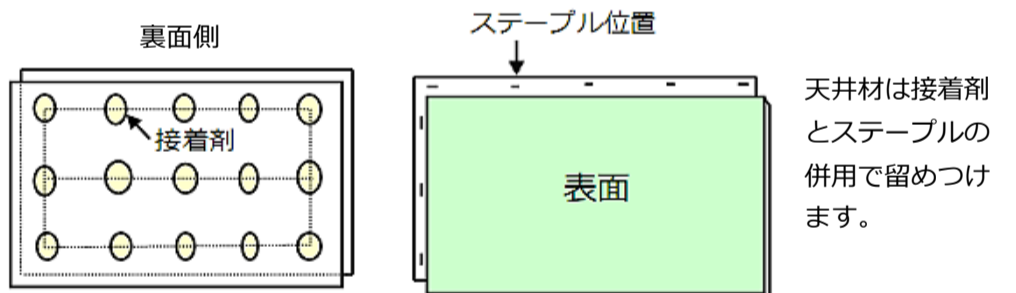 裏面側
接着剤
ステープル位置
表面
天井材は接着剤
とステープルの
併用で留めつけ
ます。